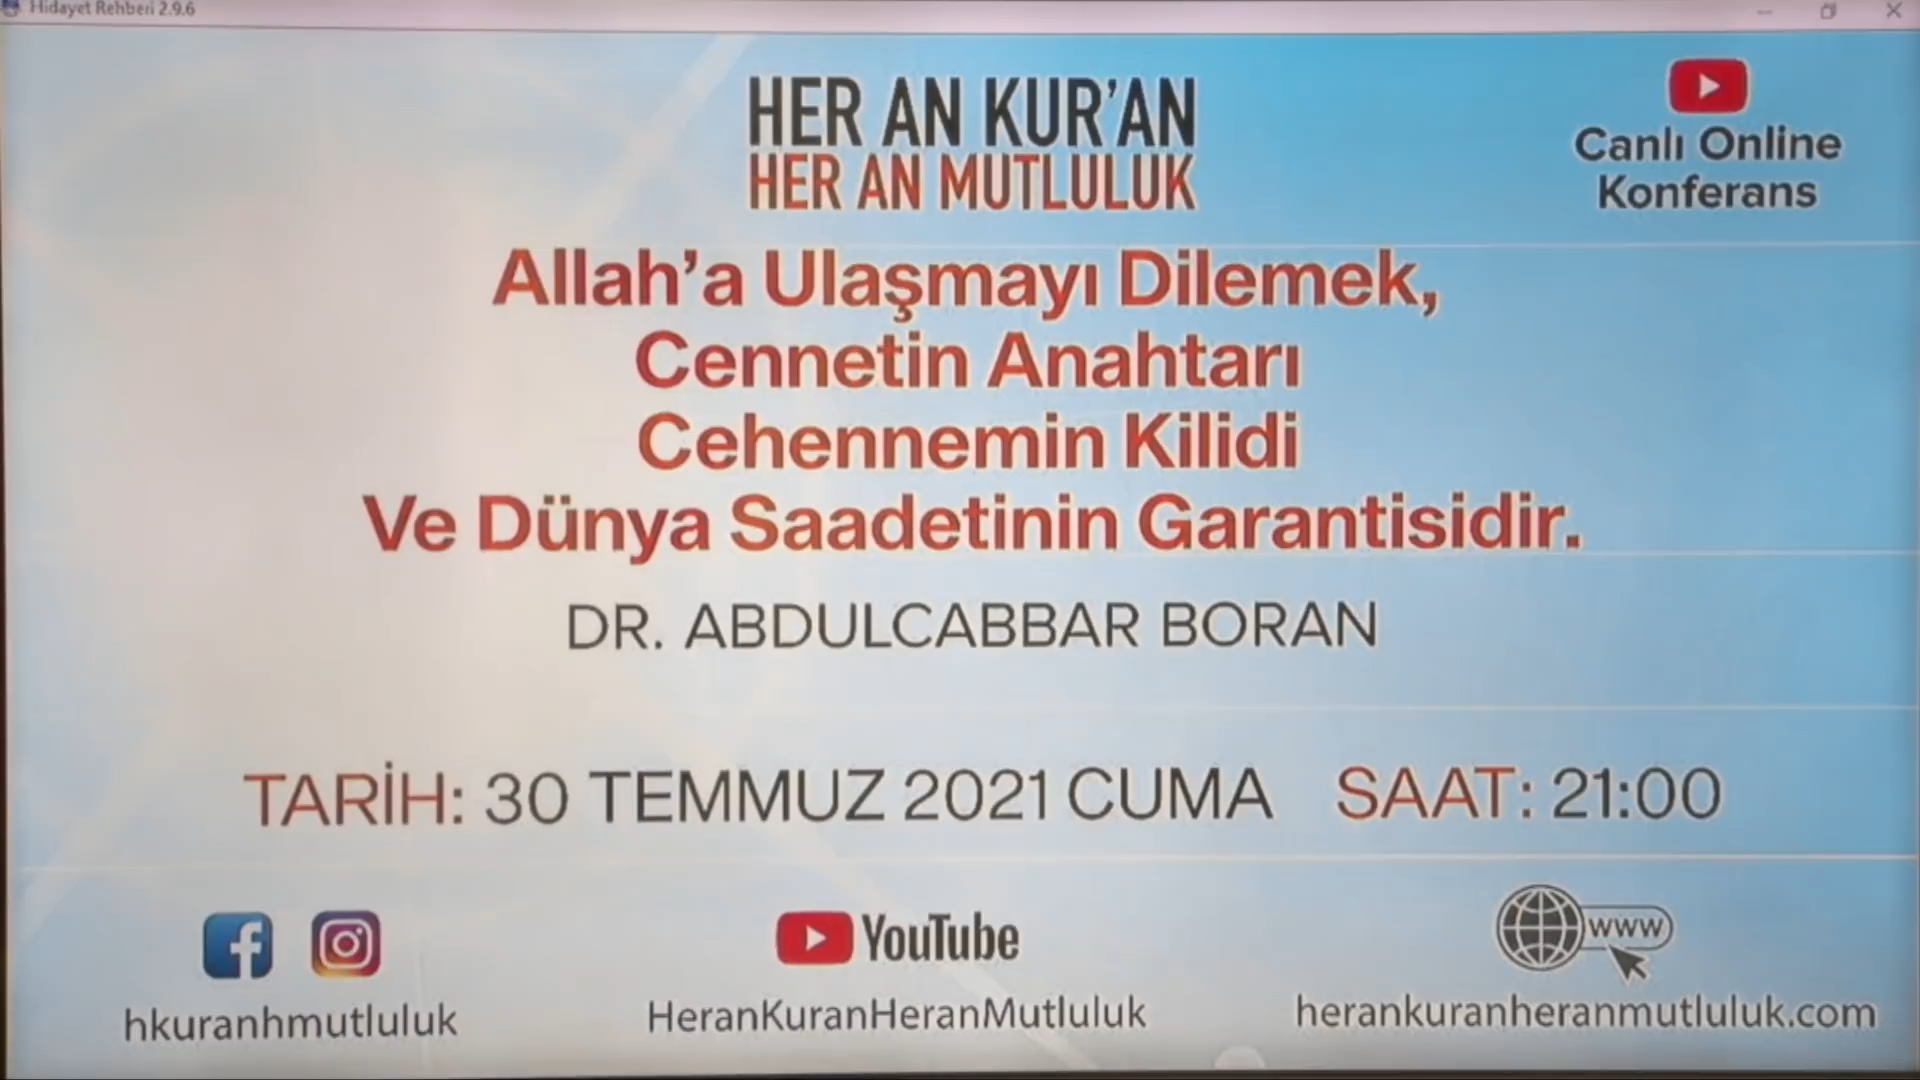 Hidayet Rehberi 2.9.6
HER AN KUR'AN
HER AN MUTLULUK
Canlı Online
Konferans
Allah'a Ulaşmayı Dilemek,
Cennetin Anahtarı
Cehennemin Kilidi
Ve Dünya Saadetinin Garantisidir.
DR. ABDULCABBAR BORAN
TARİH: 30 TEMMUZ 2021 CUMA SAAT: 21:00
YouTube
www
hkuranhmutluluk
HeranKuranHeranMutluluk
herankuranheranmutluluk.com